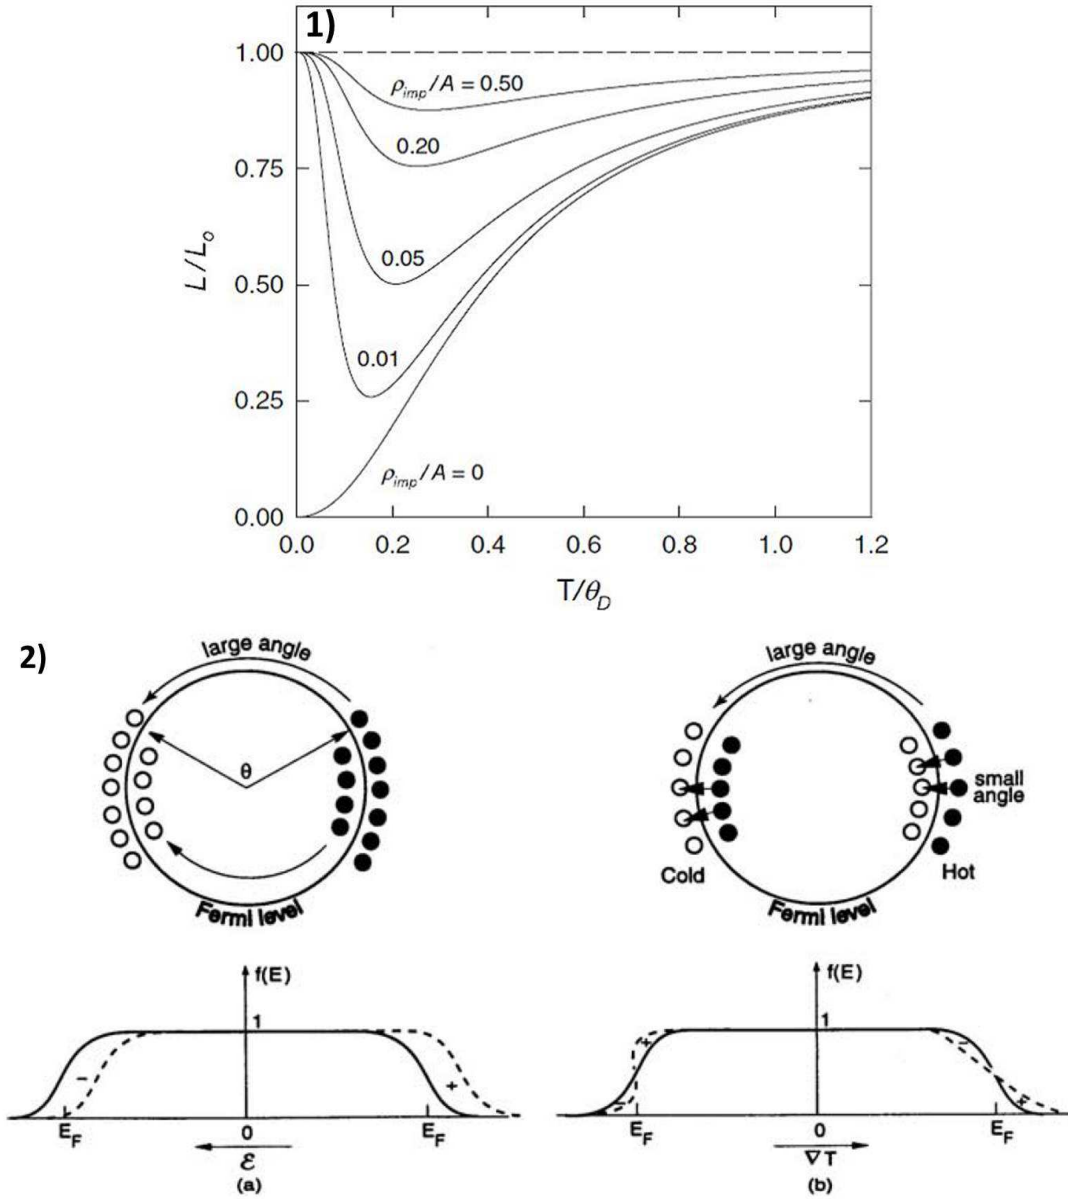 1)
1.00
ρimp/A = 0.50
0.20
0.75
L/Lo
0.05
0.50
0.01
0.25
ρimp/A = 0
0.00
0.0 0.2 0.4 0.6 0.8 1.0 1.2
T/θD
2)
large angle
θ
Fermi level
large angle
small
angle
Cold
Hot
Fermi level
f(E)
1
-
+
EF 0 EF
ε
(a)
f(E)
1
+
-
-
+
EF 0 EF
∇T
(b)